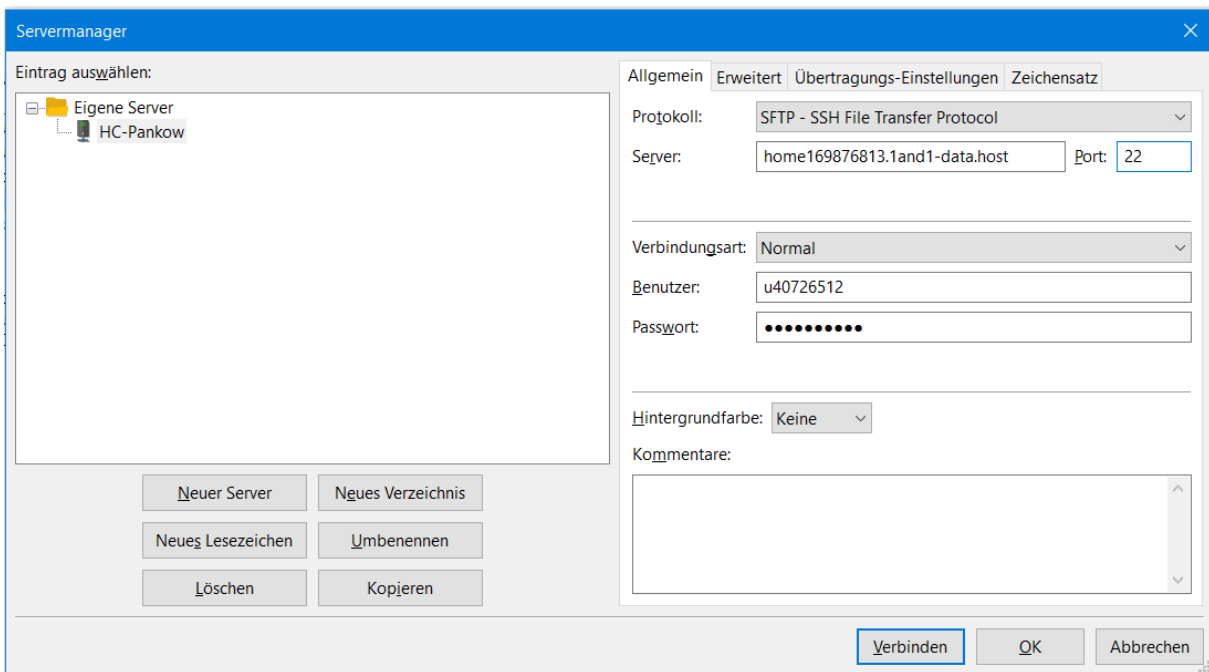 Servermanager
Eintrag auswählen:
Eigene Server
HC-Pankow
Neuer Server Neues Verzeichnis
Neues Lesezeichen Umbenennen
Löschen Kopieren
Allgemein Erweitert Übertragungs-Einstellungen Zeichensatz
Protokoll: SFTP - SSH File Transfer Protocol
Server: home169876813.1and1-data.host Port: 22
Verbindungsart: Normal
Benutzer: u40726512
Passwort: ●●●●●●●●●●
Hintergrundfarbe: Keine
Kommentare:
Verbinden OK Abbrechen